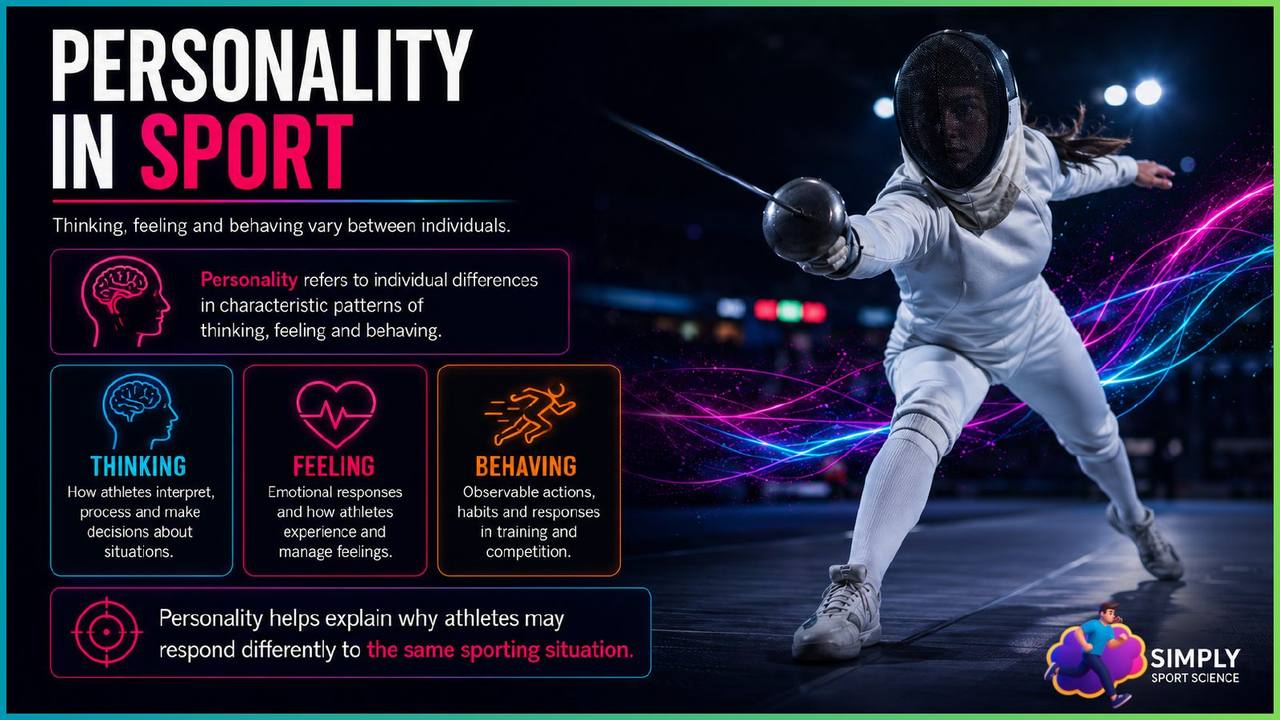 PERSONALITY
IN SPORT
Thinking, feeling and behaving vary between individuals.
Personality refers to individual differences
in characteristic patterns of
thinking, feeling and behaving.
THINKING
How athletes interpret,
process and make
decisions about
situations.
FEELING
Emotional responses
and how athletes
experience and
manage feelings.
BEHAVING
Observable actions,
habits and responses
in training and
competition.
Personality helps explain why athletes may
respond differently to the same sporting situation.
SIMPLY
SPORT SCIENCE